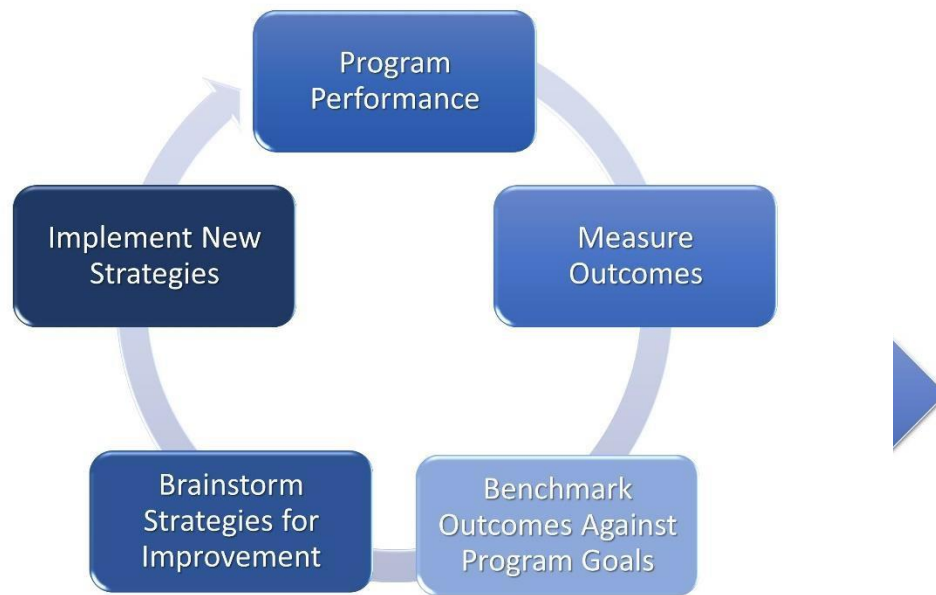 Program
Performance
Measure
Outcomes
Benchmark
Outcomes Against
Program Goals
Brainstorm
Strategies for
Improvement
Implement New
Strategies